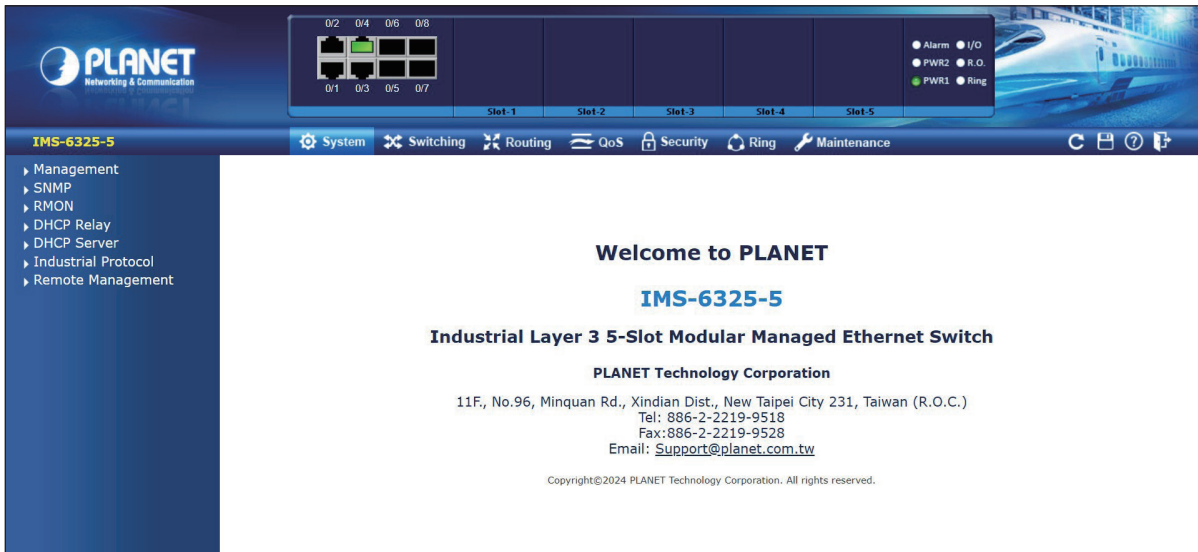 PLANET
Networking & Communication
0/2 0/4 0/6 0/8
0/1 0/3 0/5 0/7
Slot-1 Slot-2 Slot-3 Slot-4 Slot-5
Alarm I/O
PWR2 R.O.
PWR1 Ring
IMS-6325-5
System Switching Routing QoS Security Ring Maintenance
Management
SNMP
RMON
DHCP Relay
DHCP Server
Industrial Protocol
Remote Management
Welcome to PLANET
IMS-6325-5
Industrial Layer 3 5-Slot Modular Managed Ethernet Switch
PLANET Technology Corporation
11F., No.96, Minquan Rd., Xindian Dist., New Taipei City 231, Taiwan (R.O.C.)
Tel: 886-2-2219-9518
Fax:886-2-2219-9528
Email: Support@planet.com.tw
Copyright©2024 PLANET Technology Corporation. All rights reserved.